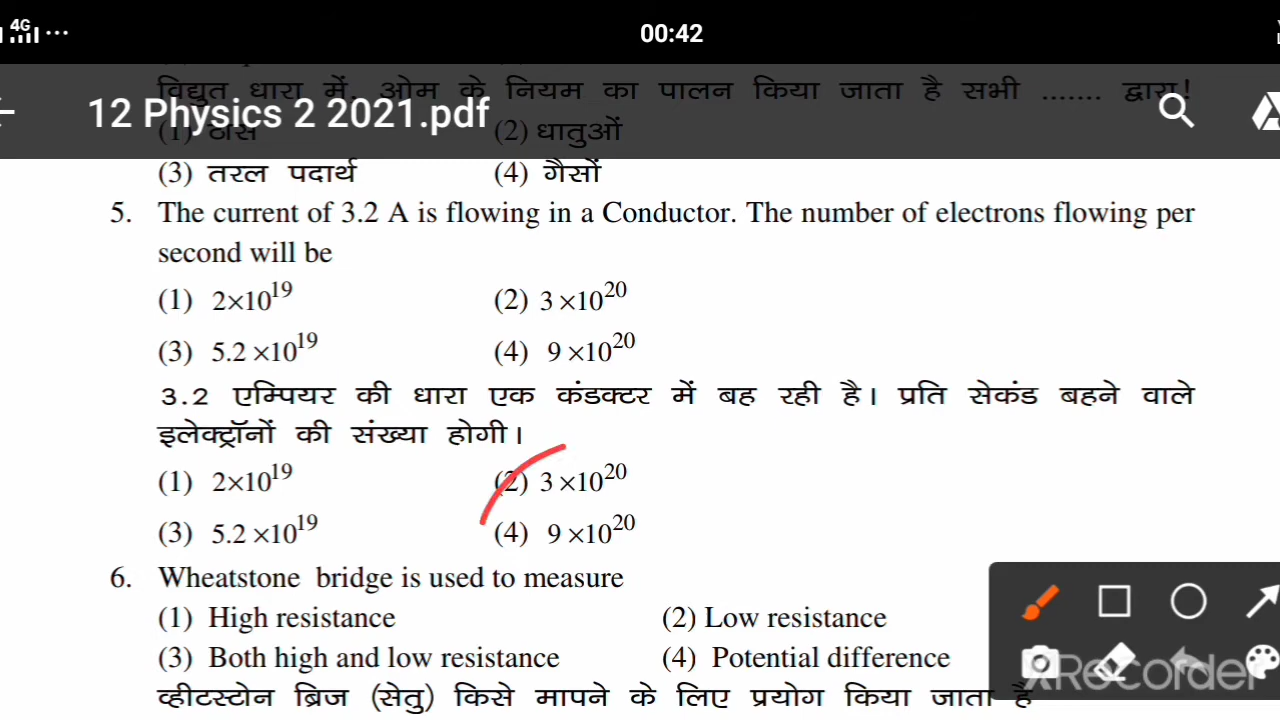 4G 00:42
विद्युत धारा में, ओम के नियम का पालन किया जाता है सभी ....... द्वारा!
12 Physics 2 2021.pdf
(1) ठोस (2) धातुओं
(3) तरल पदार्थ (4) गैसों
5. The current of 3.2 A is flowing in a Conductor. The number of electrons flowing per
second will be
(1) 2×10^19 (2) 3×10^20
(3) 5.2×10^19 (4) 9×10^20
3.2 एम्पियर की धारा एक कंडक्टर में बह रही है। प्रति सेकंड बहने वाले
इलेक्ट्रॉनों की संख्या होगी।
(1) 2×10^19 (2) 3×10^20
(3) 5.2×10^19 (4) 9×10^20
6. Wheatstone bridge is used to measure
(1) High resistance (2) Low resistance
(3) Both high and low resistance (4) Potential difference
XRecorder
व्हीटस्टोन ब्रिज (सेतु) किसे मापने के लिए प्रयोग किया जाता है